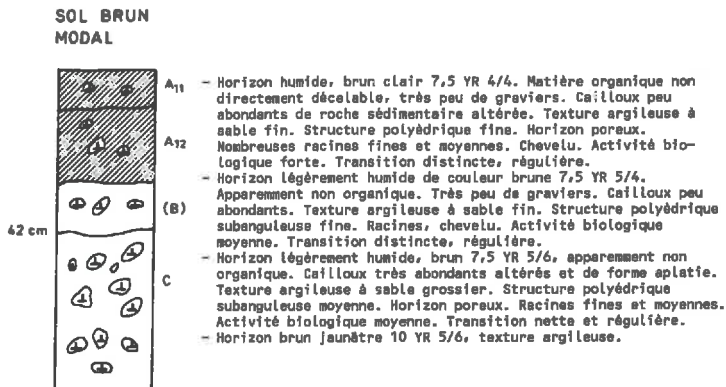 SOL BRUN
MODAL
A11
- Horizon humide, brun clair 7,5 YR 4/4. Matière organique non
directement décelable, très peu de graviers. Cailloux peu
abondants de roche sédimentaire altérée. Texture argileuse à
sable fin. Structure polyédrique fine. Horizon poreux.
Nombreuses racines fines et moyennes. Chevelu. Activité bio-
logique forte. Transition distincte, régulière.
A12
- Horizon légèrement humide de couleur brune 7,5 YR 5/4.
Apparemment non organique. Très peu de graviers. Cailloux peu
abondants. Texture argileuse à sable fin. Structure polyédrique
subanguleuse fine. Racines, chevelu. Activité biologique
moyenne. Transition distincte, régulière.
(B)
42 cm
- Horizon légèrement humide, brun 7,5 YR 5/6, apparemment non
organique. Cailloux très abondants altérés et de forme aplatie.
Texture argileuse à sable grossier. Structure polyédrique
subanguleuse moyenne. Horizon poreux. Racines fines et moyennes.
Activité biologique moyenne. Transition nette et régulière.
C
- Horizon brun jaunâtre 10 YR 5/6, texture argileuse.